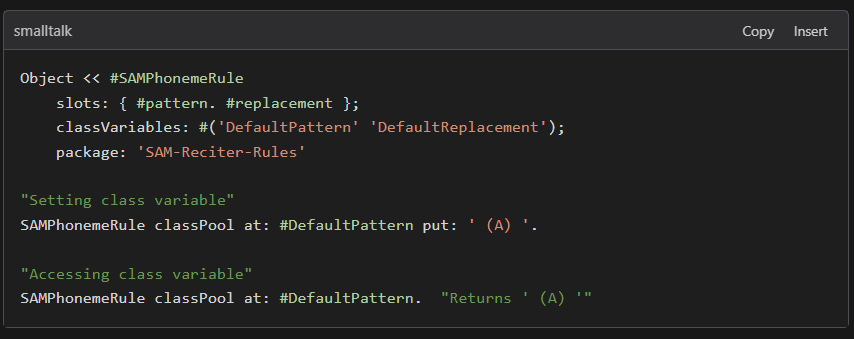 smalltalk
Copy
Insert
Object << #SAMPhonemeRule
    slots: { #pattern. #replacement };
    classVariables: #('DefaultPattern' 'DefaultReplacement');
    package: 'SAM-Reciter-Rules'
"Setting class variable"
SAMPhonemeRule classPool at: #DefaultPattern put: ' (A) '.
"Accessing class variable"
SAMPhonemeRule classPool at: #DefaultPattern.  "Returns ' (A) '"